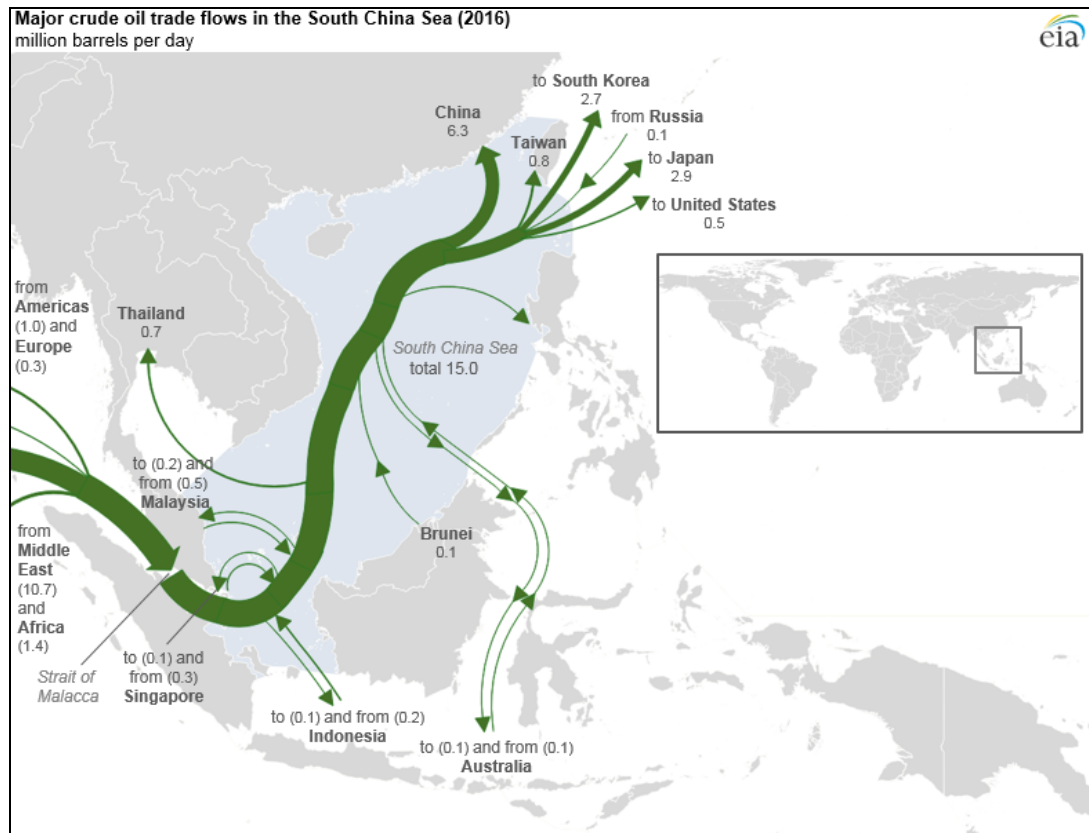 Major crude oil trade flows in the South China Sea (2016)
million barrels per day
eia
to South Korea
2.7
China
6.3
from Russia
0.1
Taiwan
0.8
to Japan
2.9
to United States
0.5
from
Americas
(1.0) and
Europe
(0.3)
Thailand
0.7
South China Sea
total 15.0
to (0.2) and
from (0.5)
Malaysia
from
Middle
East
(10.7)
and
Africa
(1.4)
Brunei
0.1
Strait of
Malacca
to (0.1) and
from (0.3)
Singapore
to (0.1) and from (0.2)
Indonesia
to (0.1) and from (0.1)
Australia